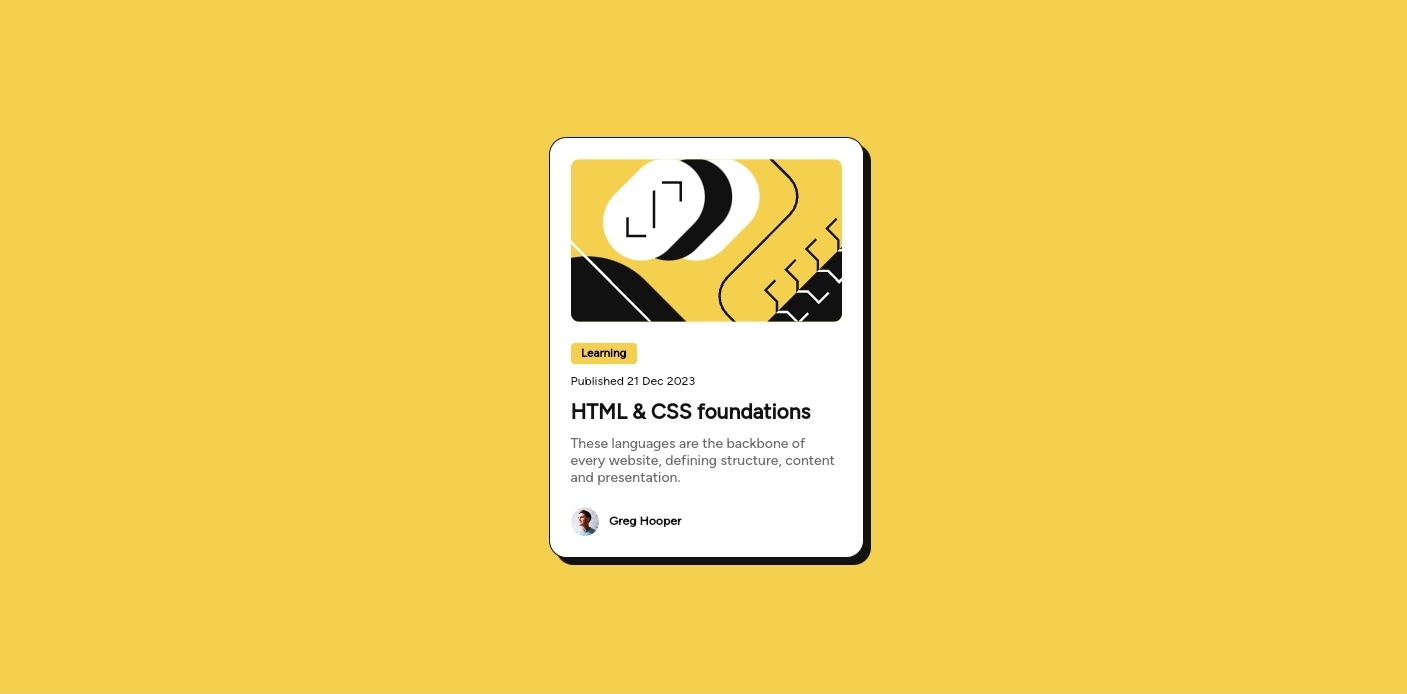 Learning
Published 21 Dec 2023
HTML & CSS foundations
These languages are the backbone of
every website, defining structure, content
and presentation.
Greg Hooper